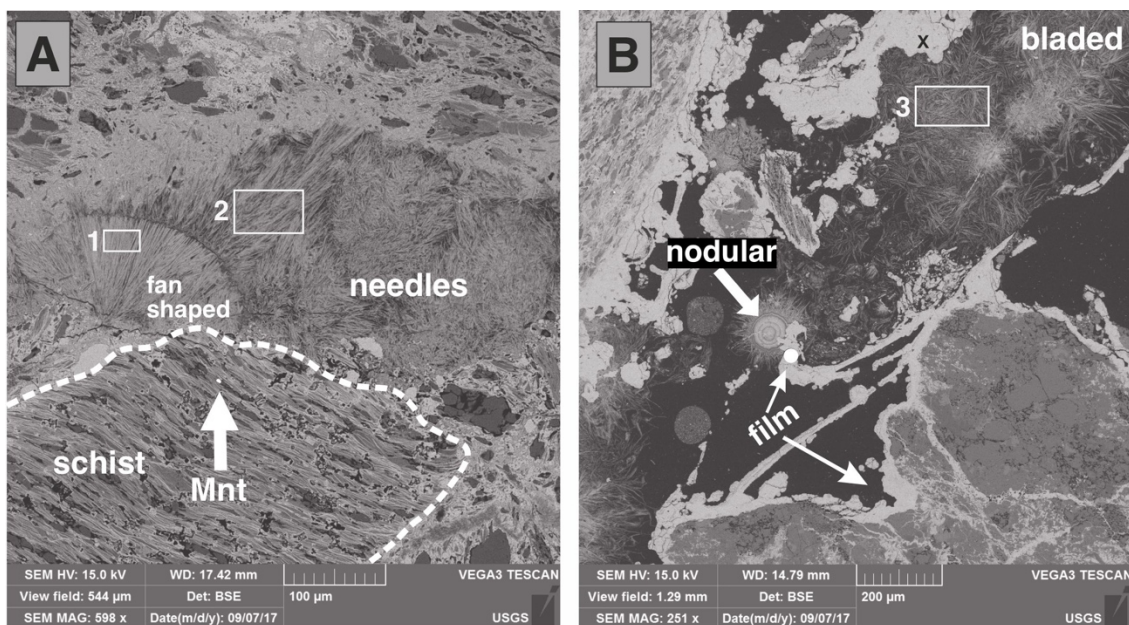 A
2
1
fan
shaped
needles
schist
Mnt
SEM HV: 15.0 kV
WD: 17.42 mm
VEGA3 TESCAN
View field: 544 µm
Det: BSE
100 µm
SEM MAG: 598 x
Date(m/d/y): 09/07/17
USGS
B
x
bladed
3
nodular
film
SEM HV: 15.0 kV
WD: 14.79 mm
VEGA3 TESCAN
View field: 1.29 mm
Det: BSE
200 µm
SEM MAG: 251 x
Date(m/d/y): 09/07/17
USGS